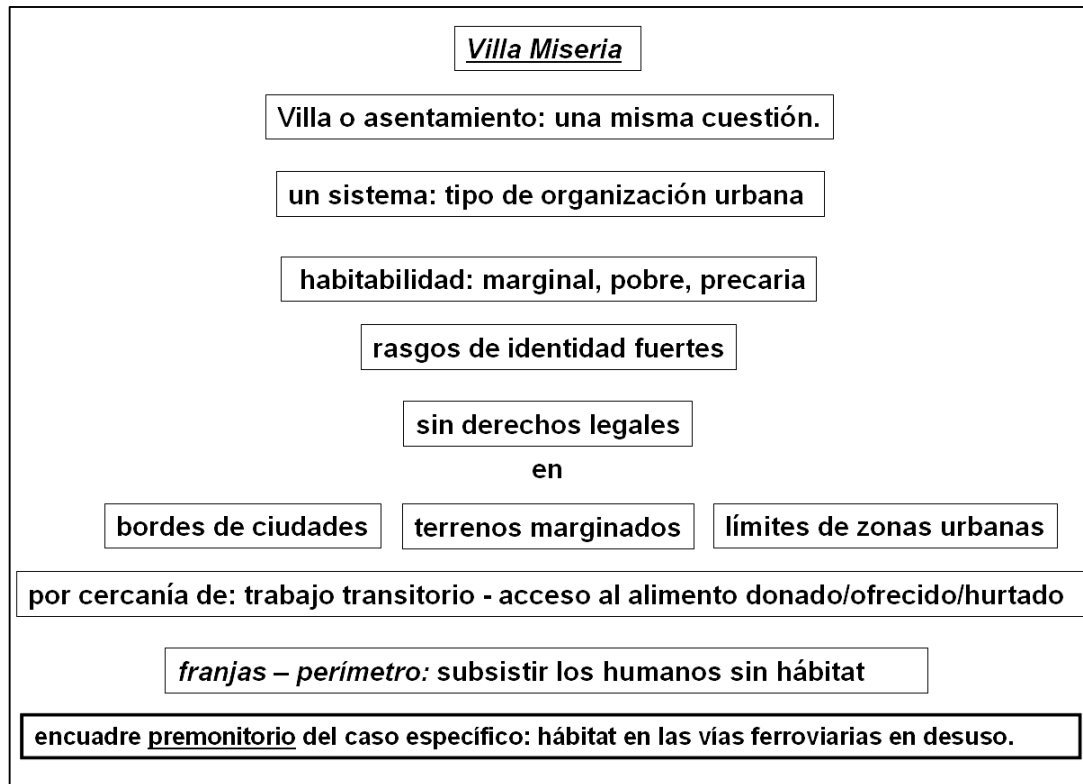 Villa Miseria
Villa o asentamiento: una misma cuestión.
un sistema: tipo de organización urbana
habitabilidad: marginal, pobre, precaria
rasgos de identidad fuertes
sin derechos legales
en
bordes de ciudades terrenos marginados límites de zonas urbanas
por cercanía de: trabajo transitorio - acceso al alimento donado/ofrecido/hurtado
franjas – perímetro: subsistir los humanos sin hábitat
encuadre premonitorio del caso específico: hábitat en las vías ferroviarias en desuso.